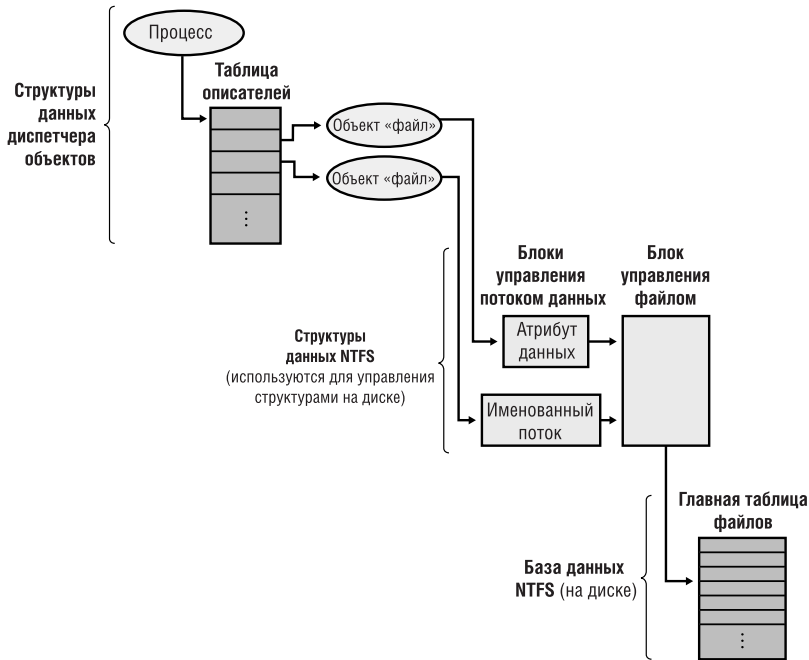 Процесс
Структуры
данных
диспетчера
объектов
Таблица
описателей
Объект «файл»
Объект «файл»
⋮
Блоки
управления
потоком данных
Блок
управления
файлом
Атрибут
данных
Структуры
данных NTFS
(используются для управления
структурами на диске)
Именованный
поток
Главная таблица
файлов
База данных
NTFS (на диске)
⋮